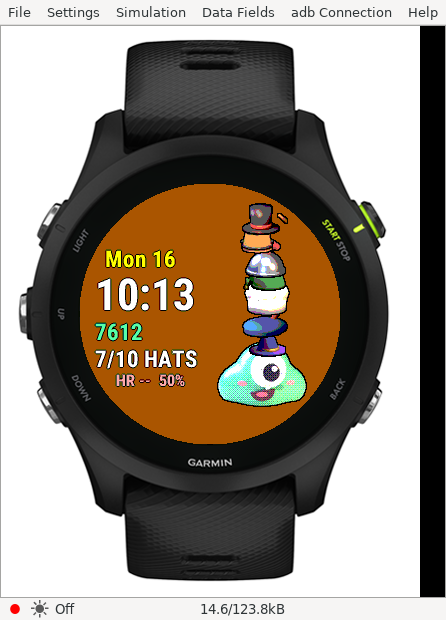 File Settings Simulation Data Fields adb Connection Help
START STOP
LIGHT
Mon 16
10:13
UP
7612
7/10 HATS
HR -- 50%
DOWN
BACK
GARMIN
Off 14.6/123.8kB